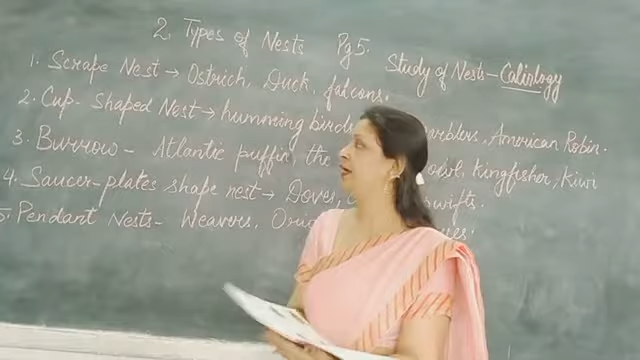 2. Types of Nests Pg 5.
Study of Nests - Caliology
1. Scrape Nest → Ostrich, Duck, falcons.
2. Cup-Shaped Nest → humming bird warblers, American Robin.
3. Burrow - Atlantic puffin, the owl, Kingfisher, Kiwi
4. Saucer-plates shape nest → Doves, swifts.
5. Pendant Nests - Weavers,